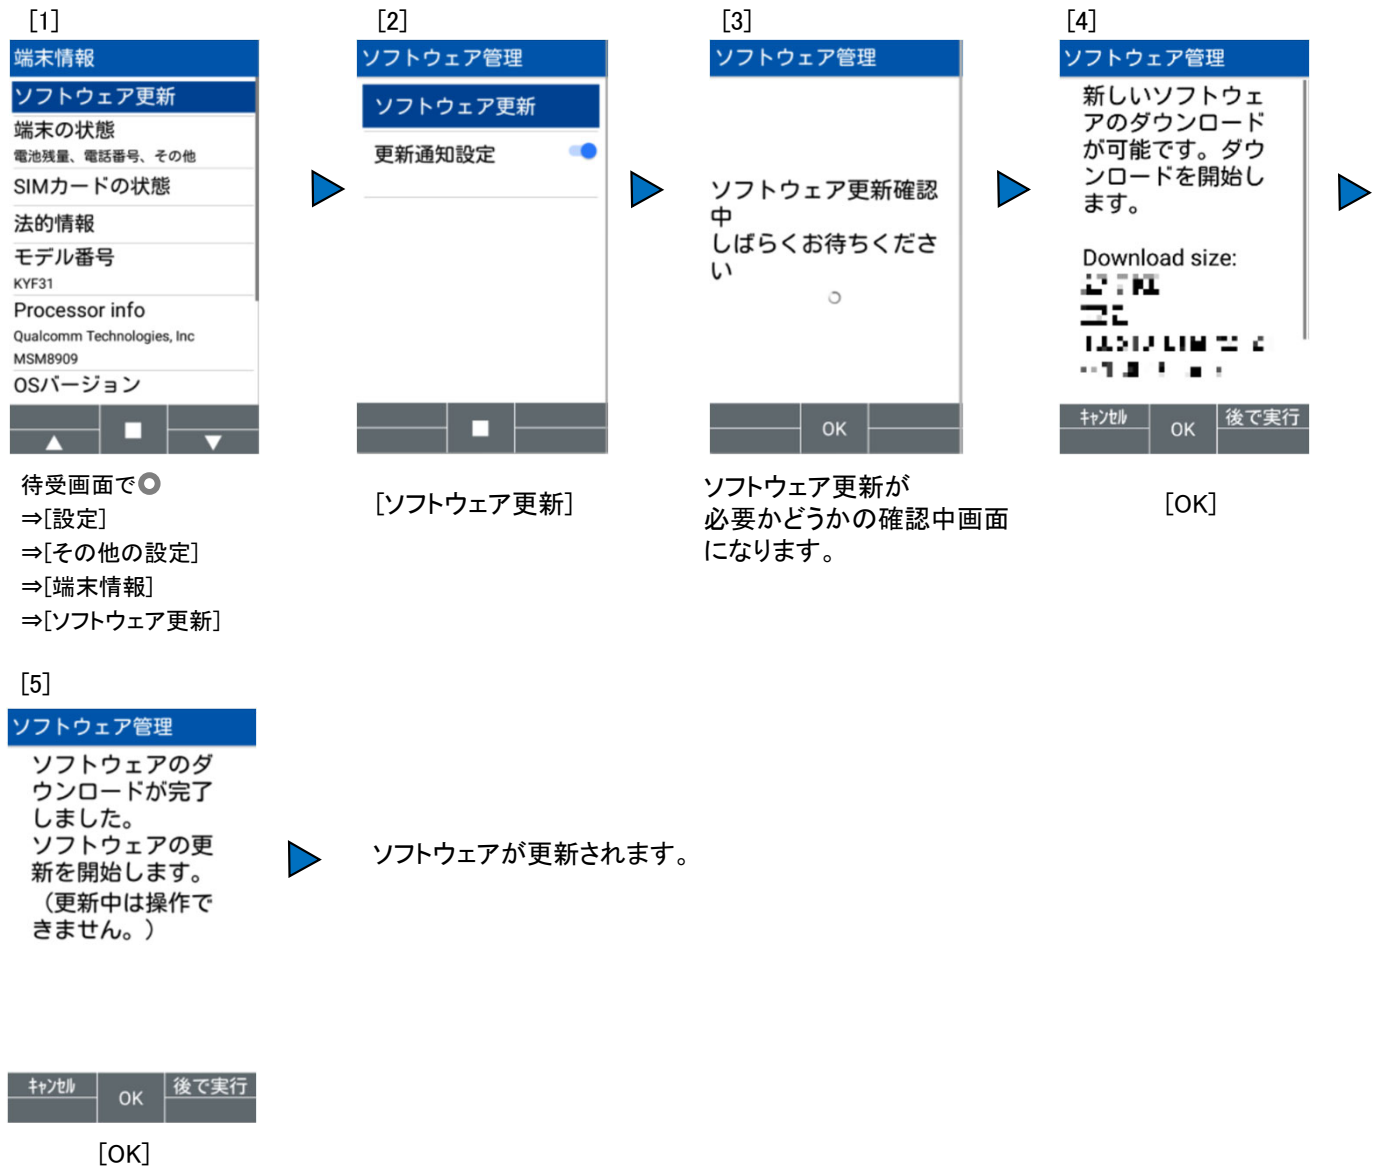 [1]
端末情報
ソフトウェア更新
端末の状態
電池残量、電話番号、その他
SIMカードの状態
法的情報
モデル番号
KYF31
Processor info
Qualcomm Technologies, Inc
MSM8909
OSバージョン
待受画面で
⇒[設定]
⇒[その他の設定]
⇒[端末情報]
⇒[ソフトウェア更新]
[2]
ソフトウェア管理
ソフトウェア更新
更新通知設定
[ソフトウェア更新]
[3]
ソフトウェア管理
ソフトウェア更新確認
中
しばらくお待ちくださ
い
OK
ソフトウェア更新が
必要かどうかの確認中画面
になります。
[4]
ソフトウェア管理
新しいソフトウェ
アのダウンロード
が可能です。ダウ
ンロードを開始し
ます。
Download size:
ｷｬﾝｾﾙ OK 後で実行
[OK]
[5]
ソフトウェア管理
ソフトウェアのダ
ウンロードが完了
しました。
ソフトウェアの更
新を開始します。
（更新中は操作で
きません。）
ｷｬﾝｾﾙ OK 後で実行
[OK]
ソフトウェアが更新されます。